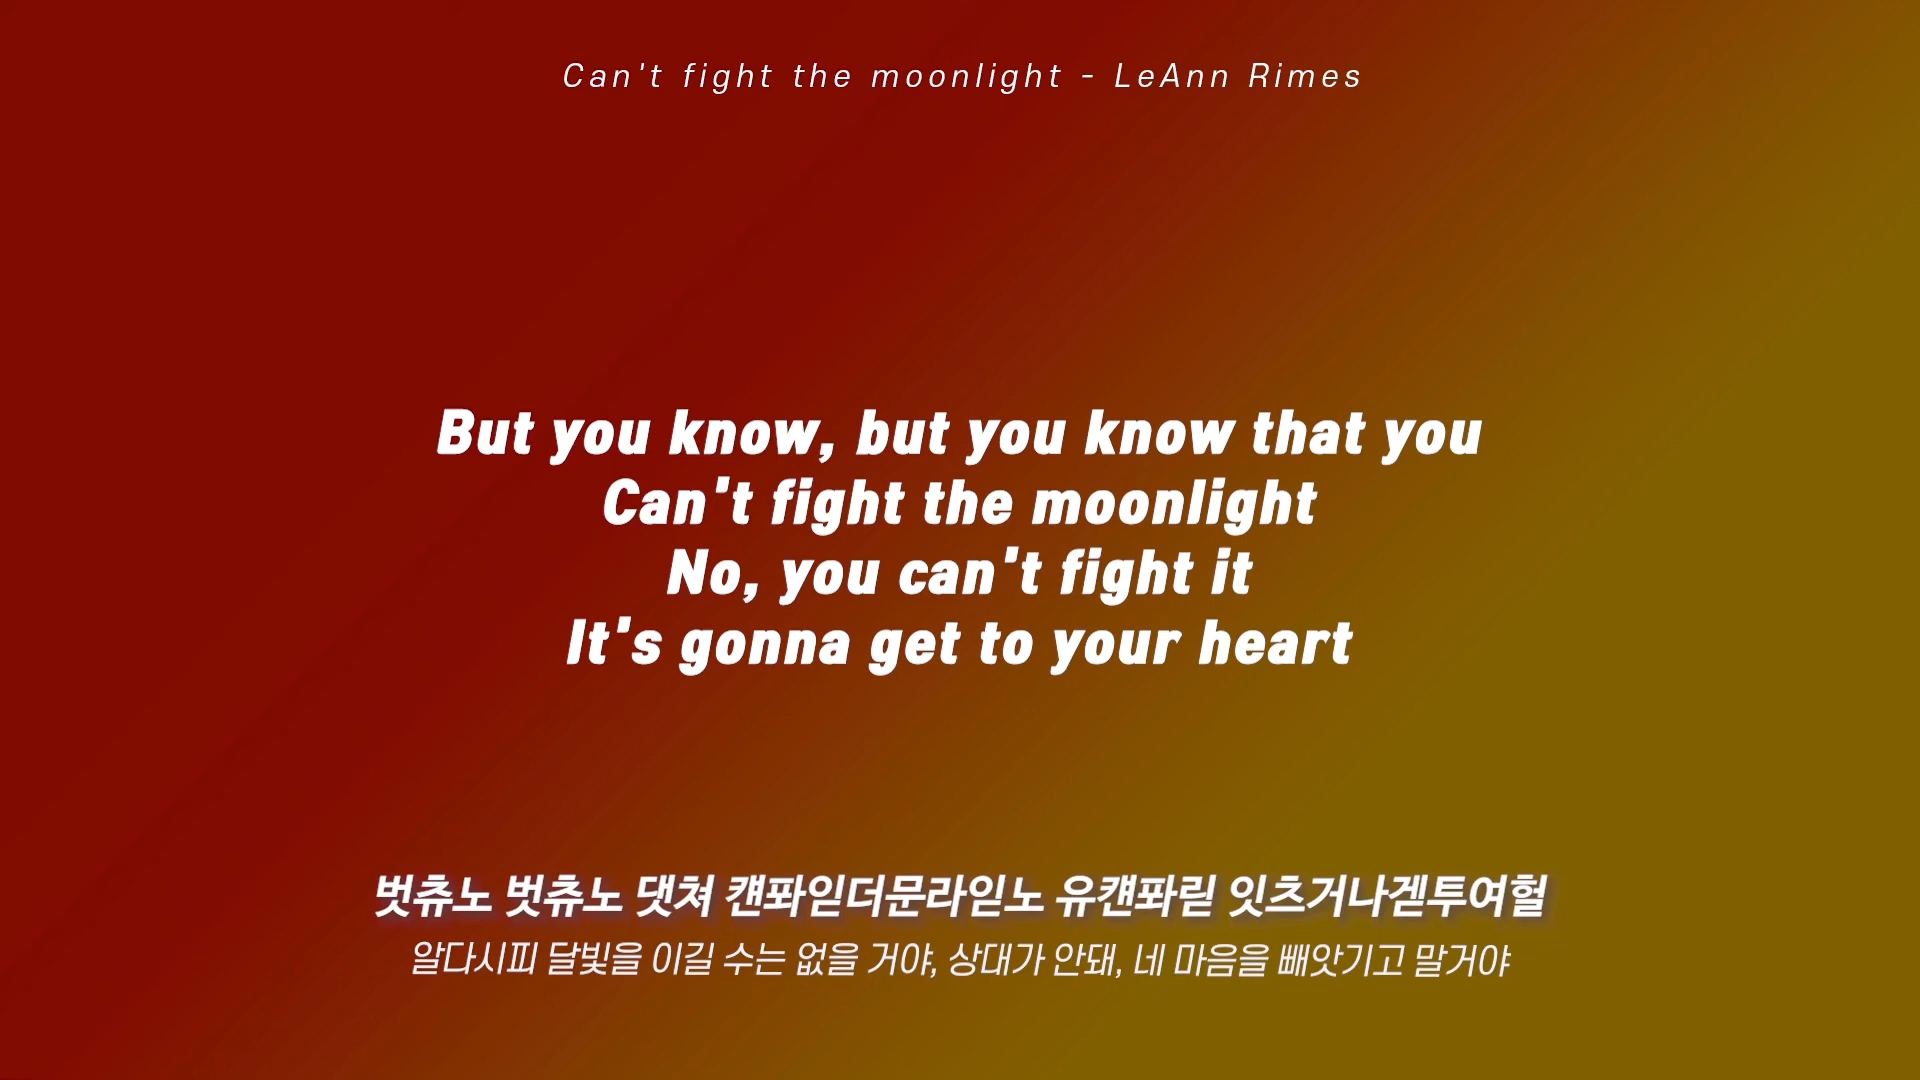 Can't fight the moonlight - LeAnn Rimes
But you know, but you know that you
Can't fight the moonlight
No, you can't fight it
It's gonna get to your heart
벗츄노 벗츄노 댓쳐 캔퐈읻더문라읻노 유캔퐈릳 잇츠거나겓투여헐
알다시피 달빛을 이길 수는 없을 거야, 상대가 안돼, 네 마음을 빼앗기고 말거야